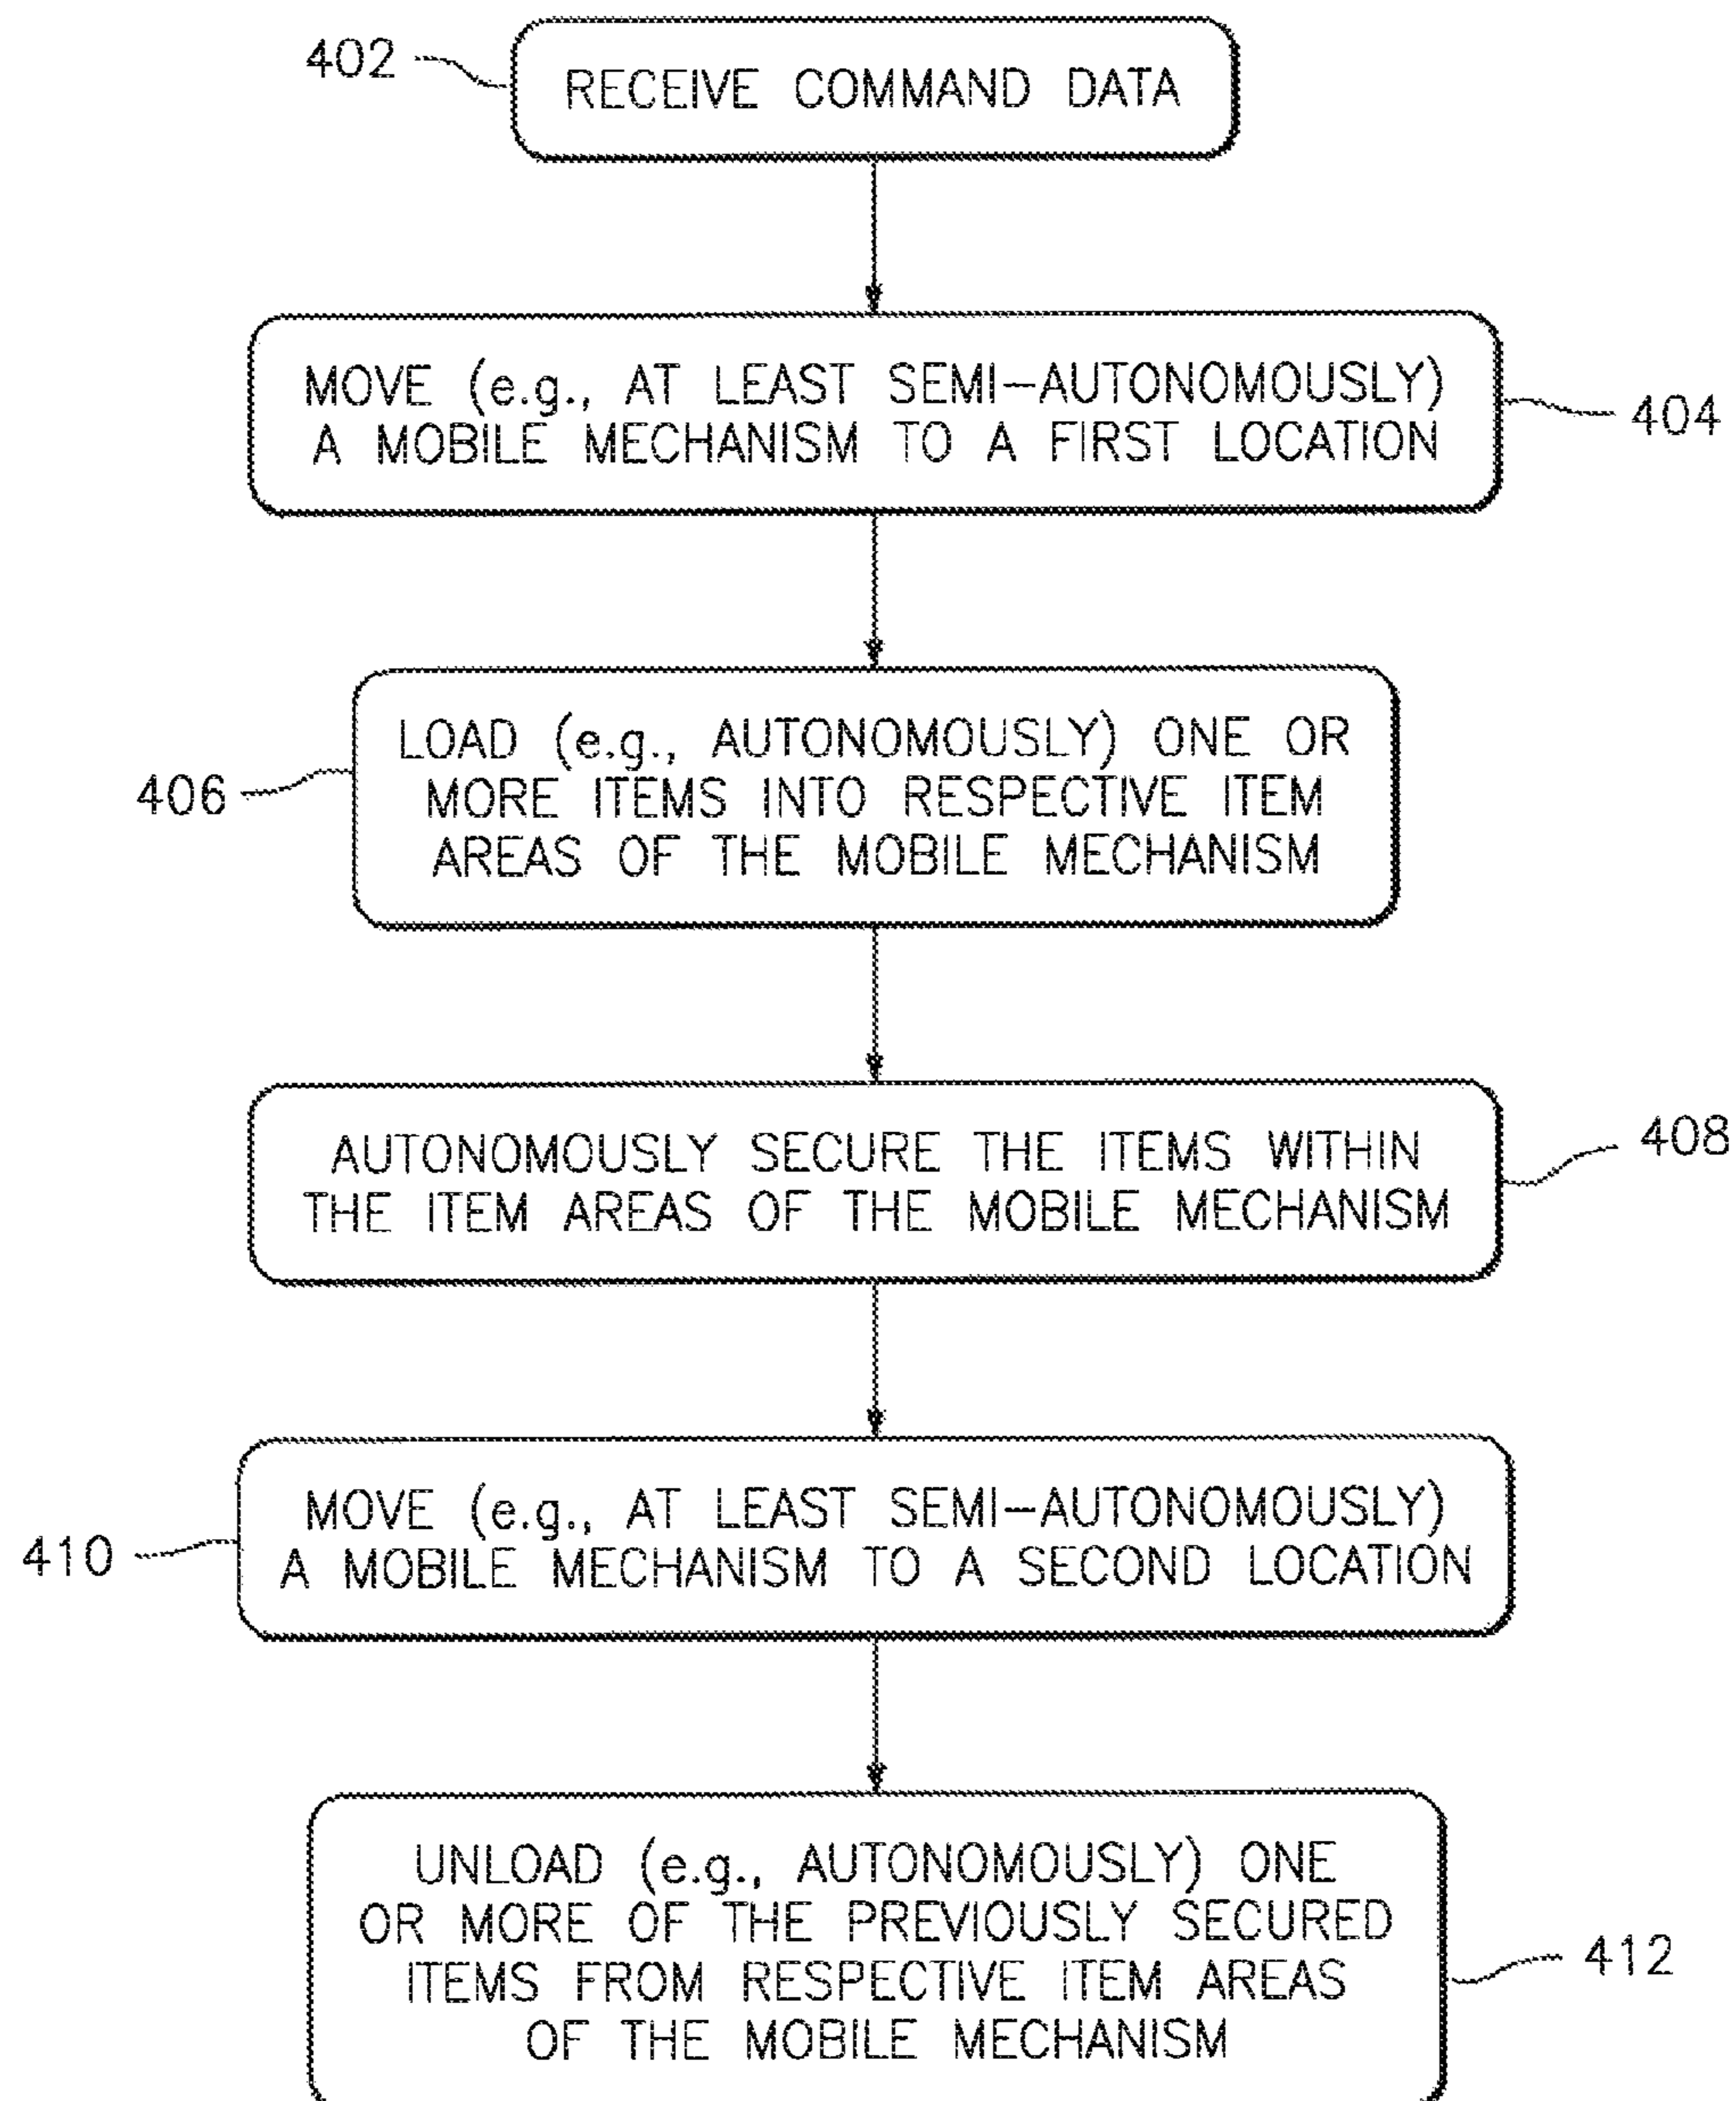 402
RECEIVE COMMAND DATA
MOVE (e.g., AT LEAST SEMI-AUTONOMOUSLY)
A MOBILE MECHANISM TO A FIRST LOCATION
404
LOAD (e.g., AUTONOMOUSLY) ONE OR
MORE ITEMS INTO RESPECTIVE ITEM
AREAS OF THE MOBILE MECHANISM
406
AUTONOMOUSLY SECURE THE ITEMS WITHIN
THE ITEM AREAS OF THE MOBILE MECHANISM
408
MOVE (e.g., AT LEAST SEMI-AUTONOMOUSLY)
A MOBILE MECHANISM TO A SECOND LOCATION
410
UNLOAD (e.g., AUTONOMOUSLY) ONE
OR MORE OF THE PREVIOUSLY SECURED
ITEMS FROM RESPECTIVE ITEM AREAS
OF THE MOBILE MECHANISM
412